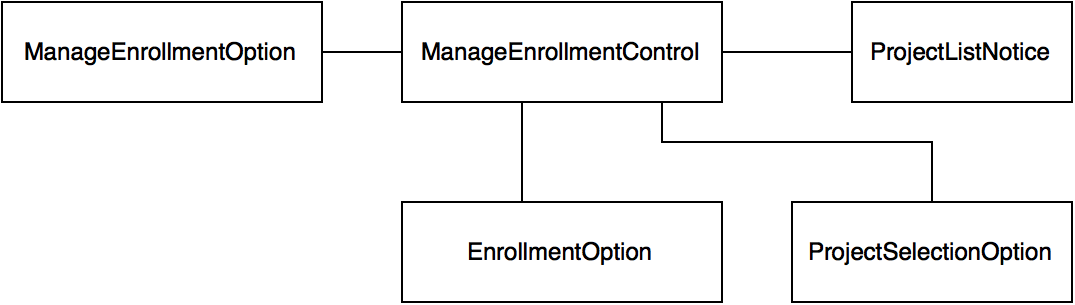 ManageEnrollmentOption
ManageEnrollmentControl
ProjectListNotice
EnrollmentOption
ProjectSelectionOption